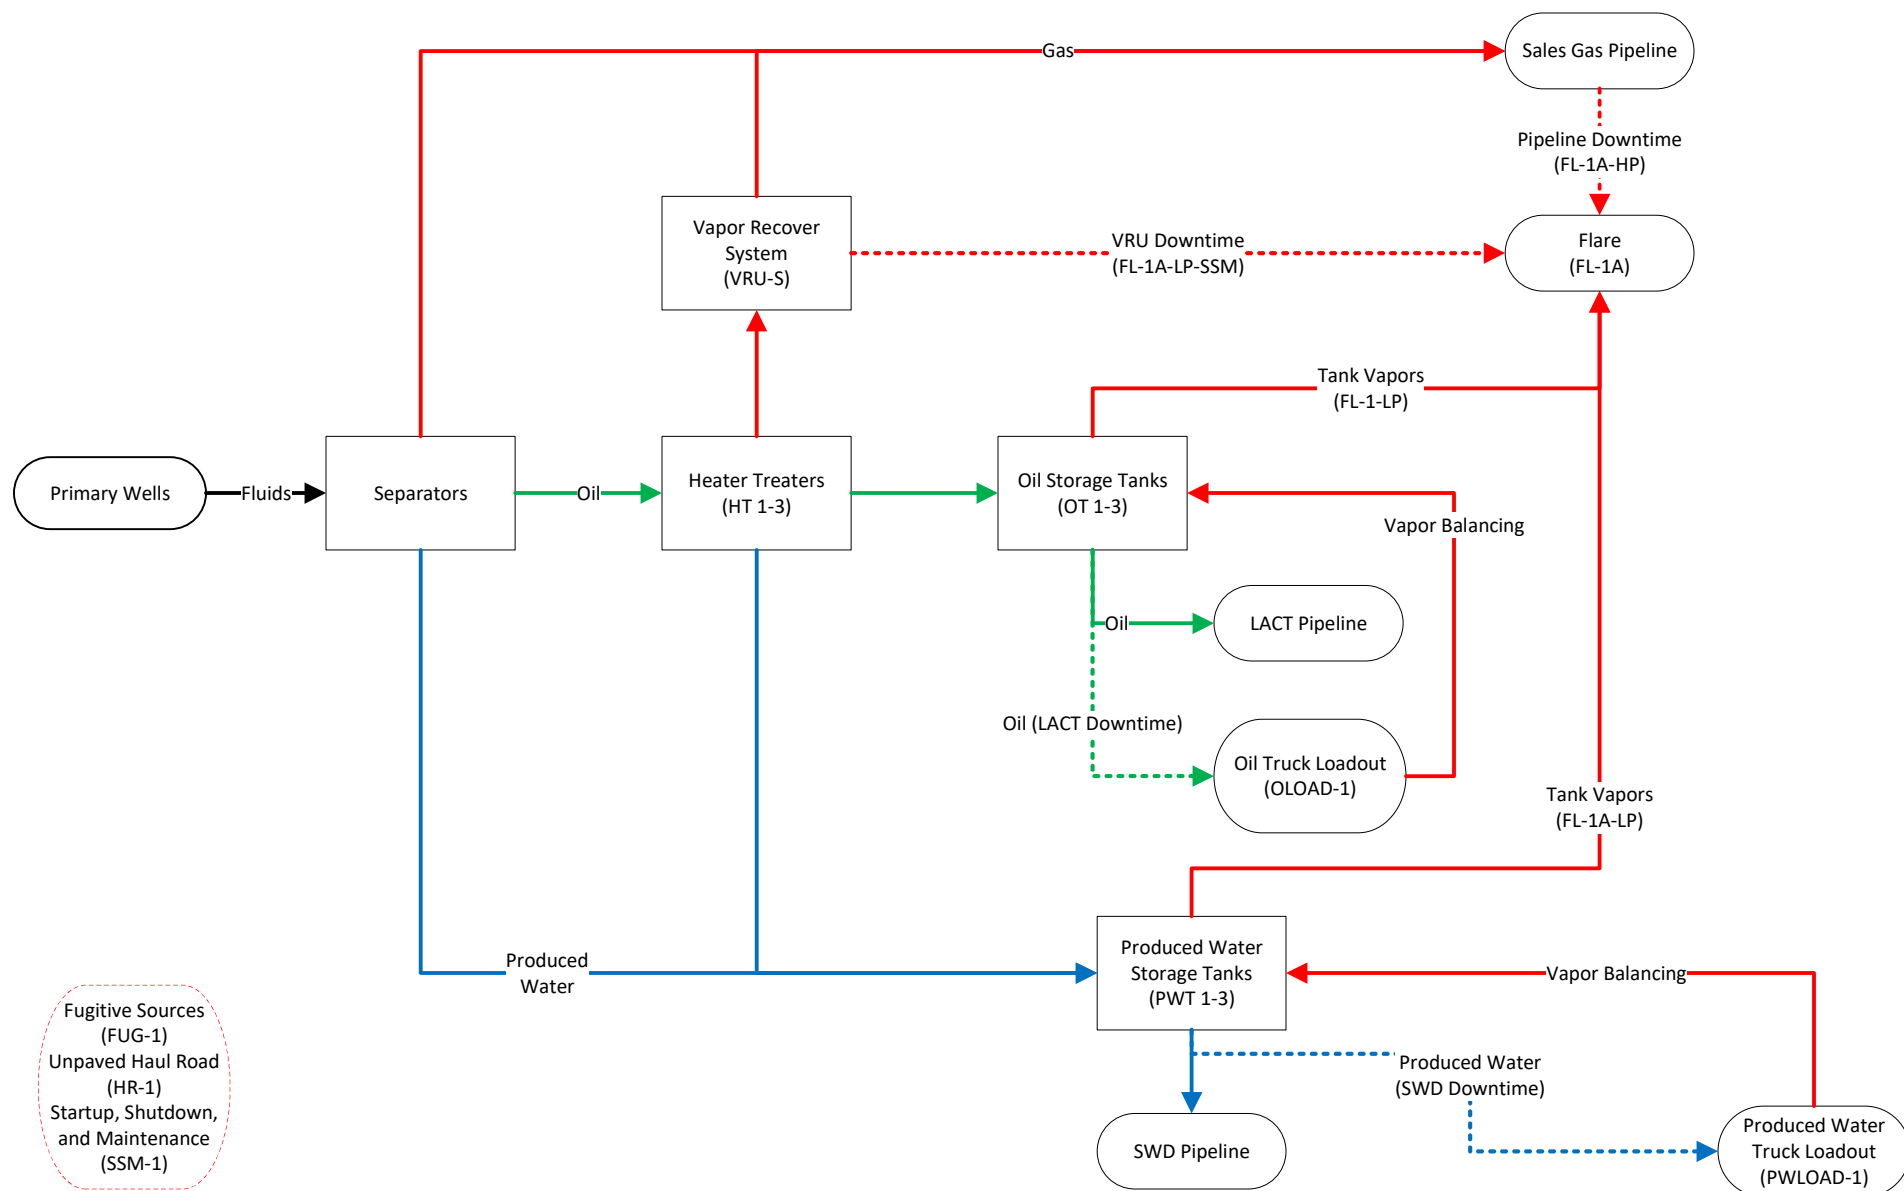 Gas
Sales Gas Pipeline
Pipeline Downtime
(FL-1A-HP)
Vapor Recover
System
(VRU-S)
VRU Downtime
(FL-1A-LP-SSM)
Flare
(FL-1A)
Tank Vapors
(FL-1-LP)
Primary Wells
Fluids
Separators
Oil
Heater Treaters
(HT 1-3)
Oil Storage Tanks
(OT 1-3)
Vapor Balancing
Oil
LACT Pipeline
Oil (LACT Downtime)
Oil Truck Loadout
(OLOAD-1)
Tank Vapors
(FL-1A-LP)
Produced
Water
Produced Water
Storage Tanks
(PWT 1-3)
Vapor Balancing
Produced Water
(SWD Downtime)
SWD Pipeline
Produced Water
Truck Loadout
(PWLOAD-1)
Fugitive Sources
(FUG-1)
Unpaved Haul Road
(HR-1)
Startup, Shutdown,
and Maintenance
(SSM-1)